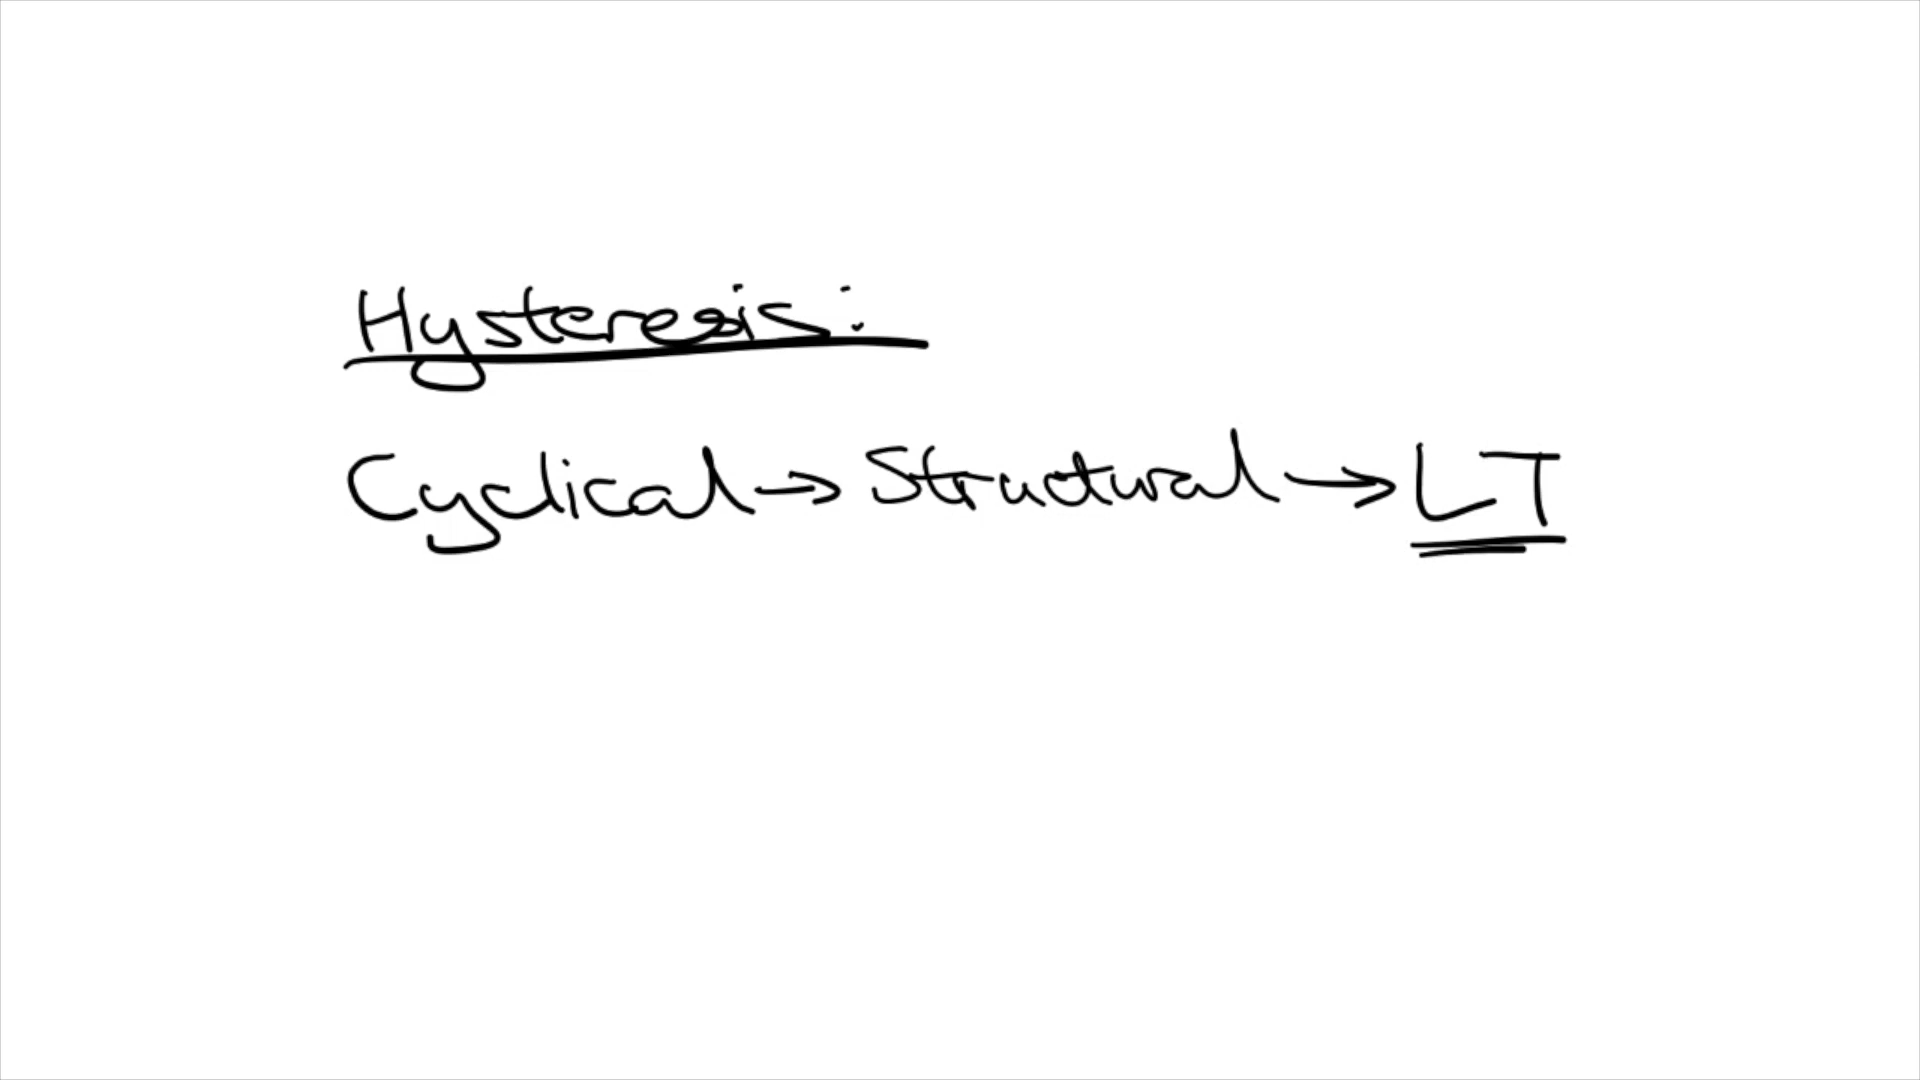 Hysteresis:
Cyclical → Structural → LT